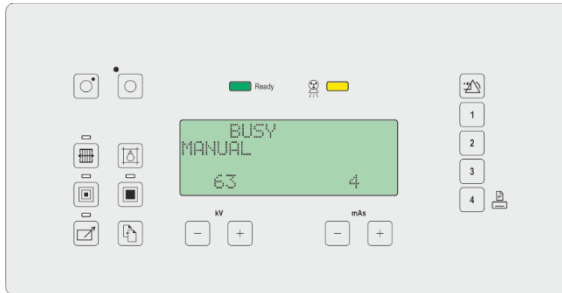 Ready
1
BUSY
MANUAL
2
63 4
3
4
kV mAs
- + - +